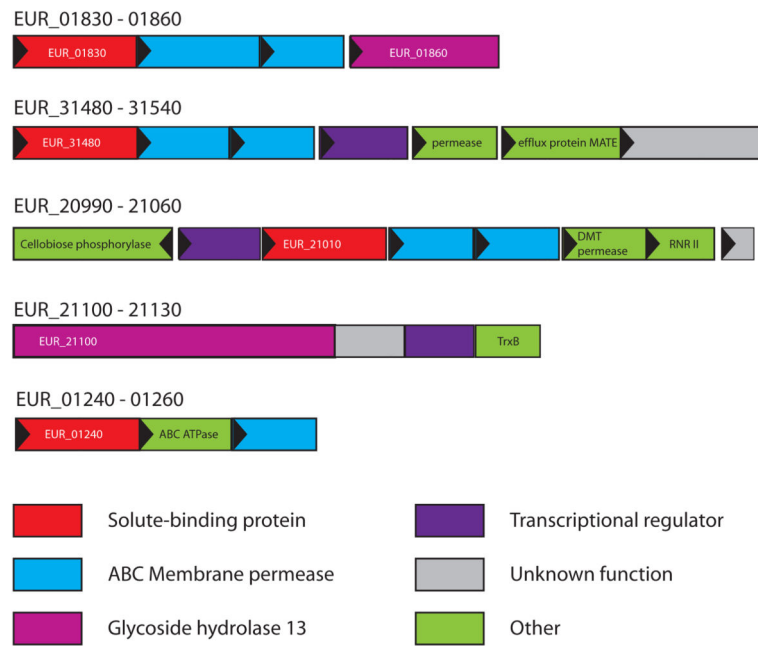 EUR_01830 - 01860
EUR_01830
EUR_01860
EUR_31480 - 31540
EUR_31480
permease
efflux protein MATE
EUR_20990 - 21060
Cellobiose phosphorylase
EUR_21010
DMT
permease
RNR II
EUR_21100 - 21130
EUR_21100
TrxB
EUR_01240 - 01260
EUR_01240
ABC ATPase
Solute-binding protein
Transcriptional regulator
ABC Membrane permease
Unknown function
Glycoside hydrolase 13
Other